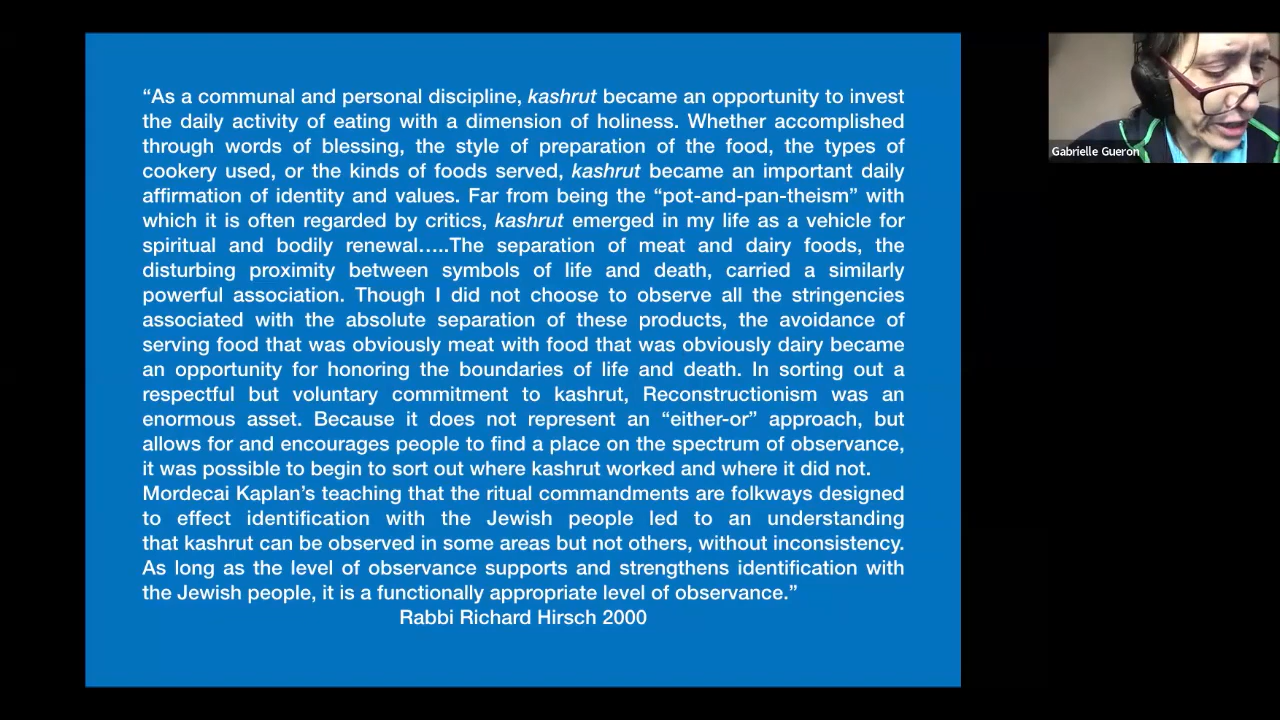 “As a communal and personal discipline, kashrut became an opportunity to invest
the daily activity of eating with a dimension of holiness. Whether accomplished
through words of blessing, the style of preparation of the food, the types of
cookery used, or the kinds of foods served, kashrut became an important daily
affirmation of identity and values. Far from being the “pot-and-pan-theism” with
which it is often regarded by critics, kashrut emerged in my life as a vehicle for
spiritual and bodily renewal…..The separation of meat and dairy foods, the
disturbing proximity between symbols of life and death, carried a similarly
powerful association. Though I did not choose to observe all the stringencies
associated with the absolute separation of these products, the avoidance of
serving food that was obviously meat with food that was obviously dairy became
an opportunity for honoring the boundaries of life and death. In sorting out a
respectful but voluntary commitment to kashrut, Reconstructionism was an
enormous asset. Because it does not represent an “either-or” approach, but
allows for and encourages people to find a place on the spectrum of observance,
it was possible to begin to sort out where kashrut worked and where it did not.
Mordecai Kaplan’s teaching that the ritual commandments are folkways designed
to effect identification with the Jewish people led to an understanding
that kashrut can be observed in some areas but not others, without inconsistency.
As long as the level of observance supports and strengthens identification with
the Jewish people, it is a functionally appropriate level of observance.”
Rabbi Richard Hirsch 2000
Gabrielle Gueron